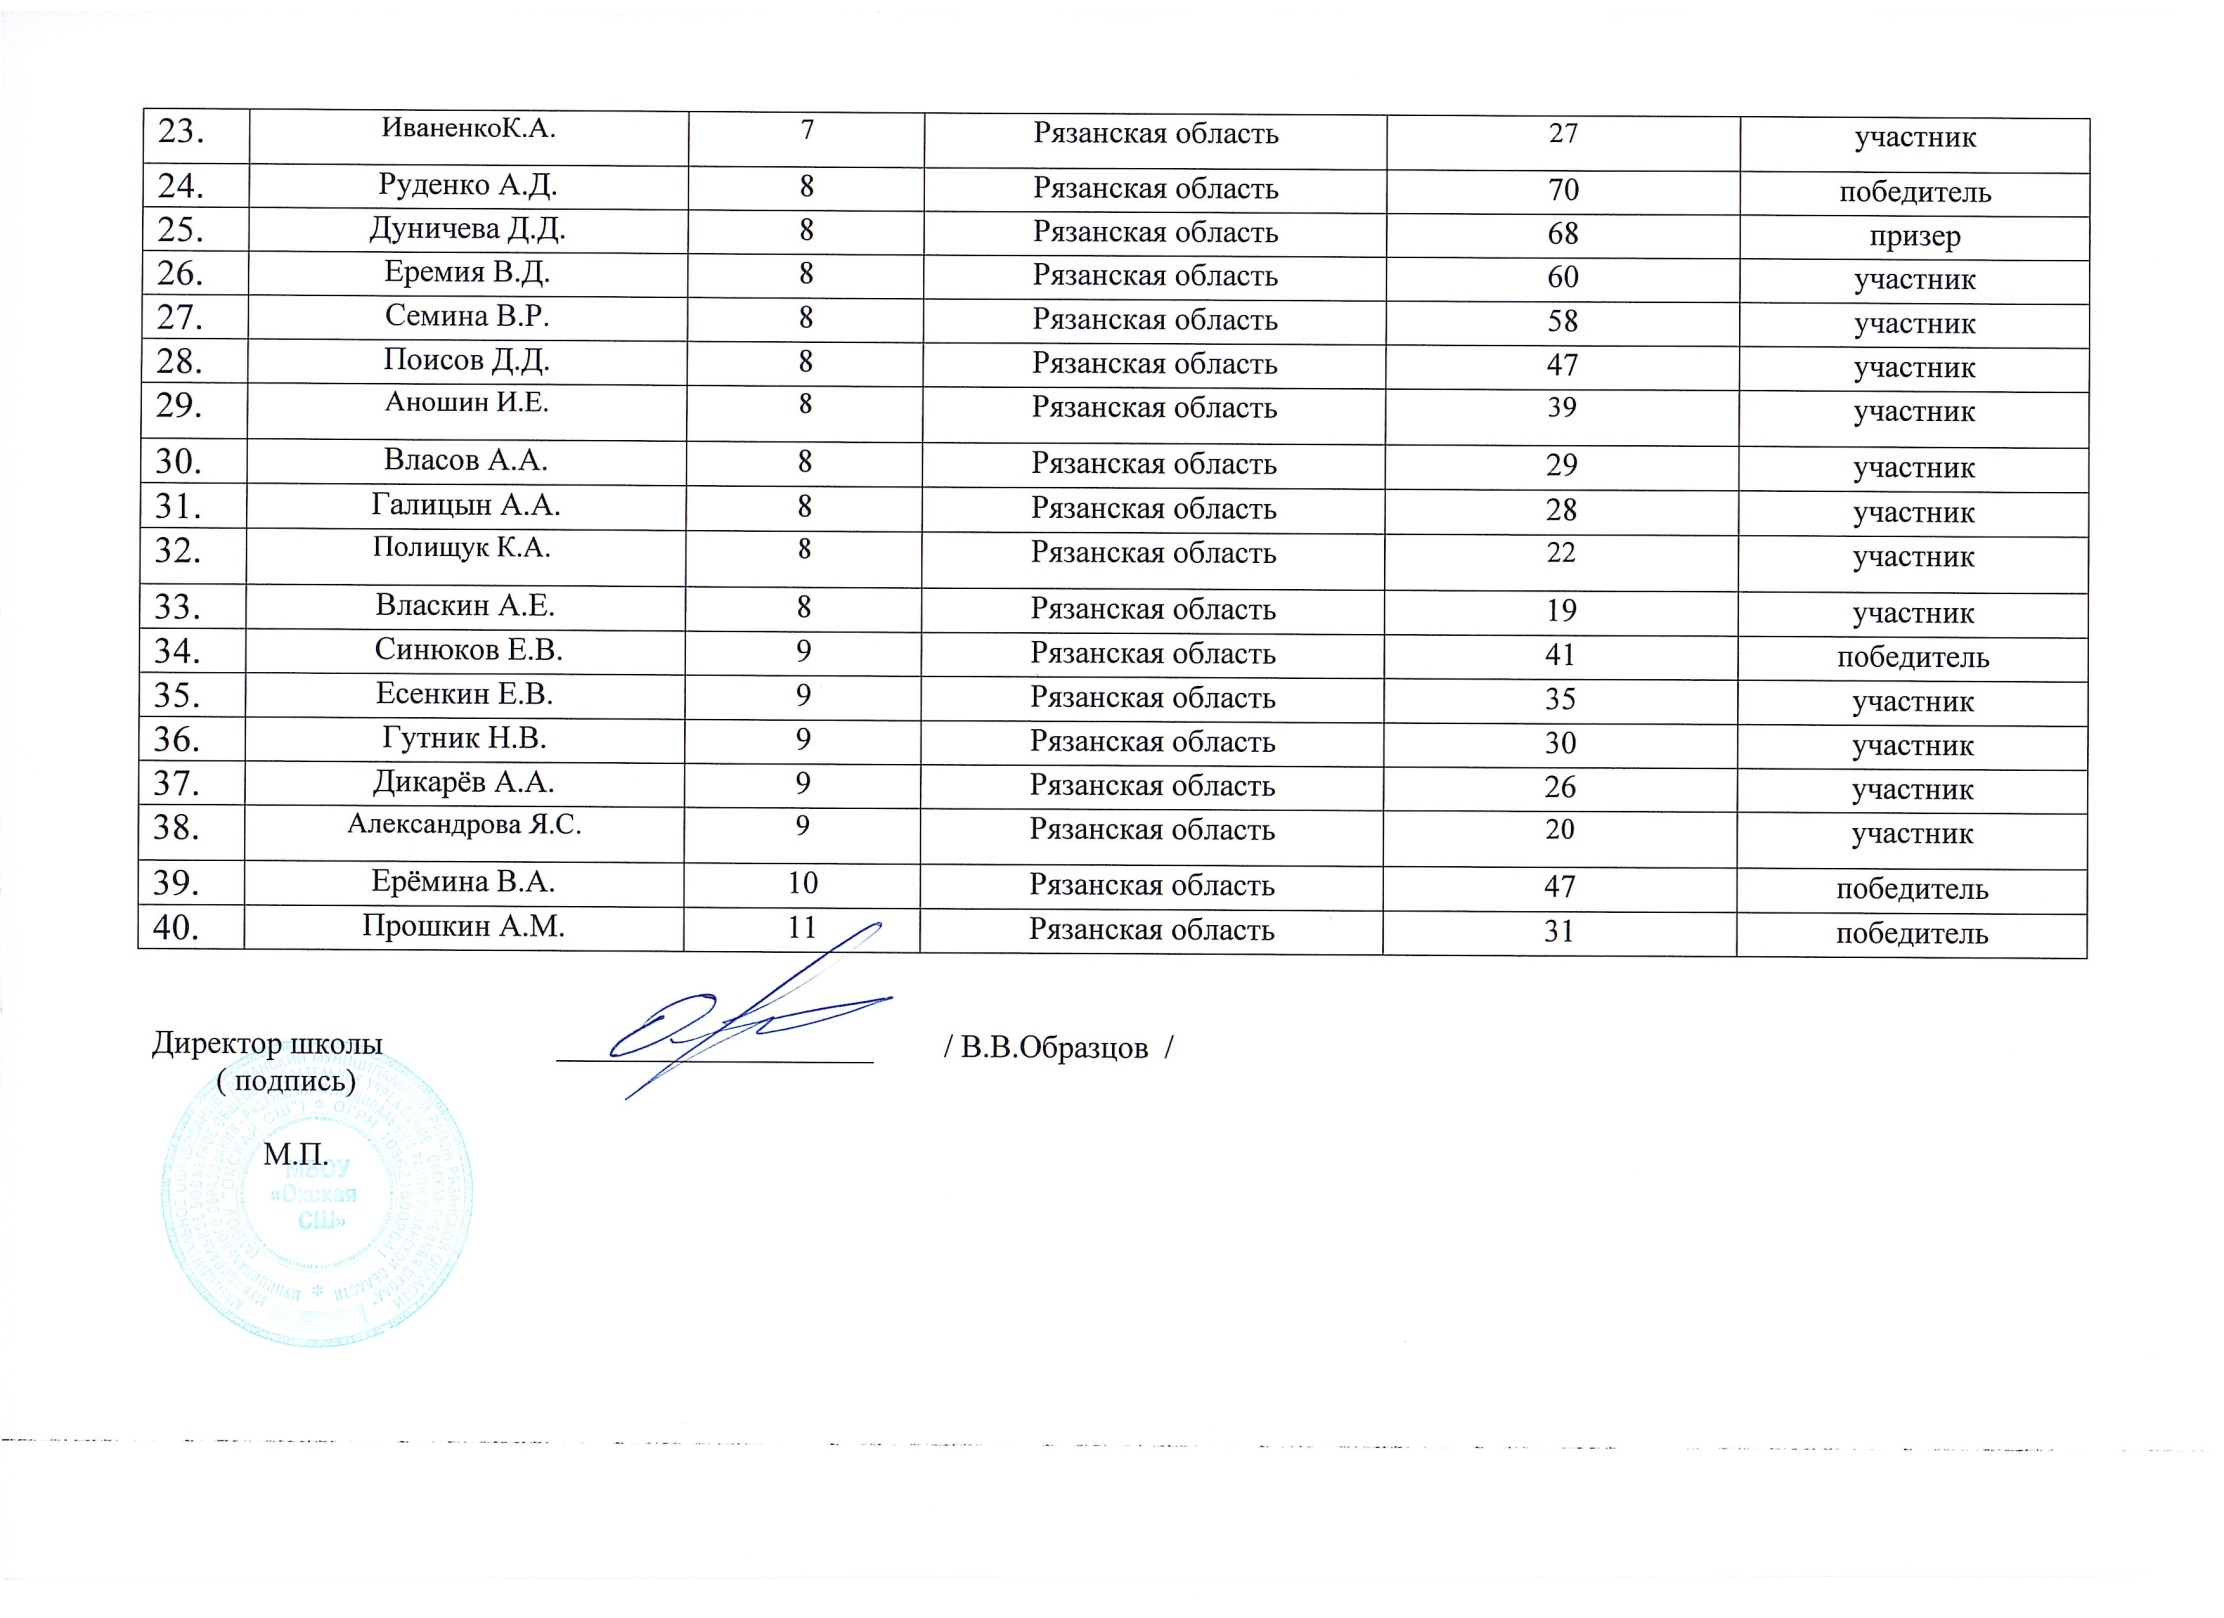 23. ИваненкоК.А. 7 Рязанская область 27 участник
24. Руденко А.Д. 8 Рязанская область 70 победитель
25. Дуничева Д.Д. 8 Рязанская область 68 призер
26. Еремия В.Д. 8 Рязанская область 60 участник
27. Семина В.Р. 8 Рязанская область 58 участник
28. Поисов Д.Д. 8 Рязанская область 47 участник
29. Аношин И.Е. 8 Рязанская область 39 участник
30. Власов А.А. 8 Рязанская область 29 участник
31. Галицын А.А. 8 Рязанская область 28 участник
32. Полищук К.А. 8 Рязанская область 22 участник
33. Власкин А.Е. 8 Рязанская область 19 участник
34. Синюков Е.В. 9 Рязанская область 41 победитель
35. Есенкин Е.В. 9 Рязанская область 35 участник
36. Гутник Н.В. 9 Рязанская область 30 участник
37. Дикарёв А.А. 9 Рязанская область 26 участник
38. Александрова Я.С. 9 Рязанская область 20 участник
39. Ерёмина В.А. 10 Рязанская область 47 победитель
40. Прошкин А.М. 11 Рязанская область 31 победитель
Директор школы / В.В.Образцов /
( подпись)
М.П.
МБОУ
«Окская
СШ»